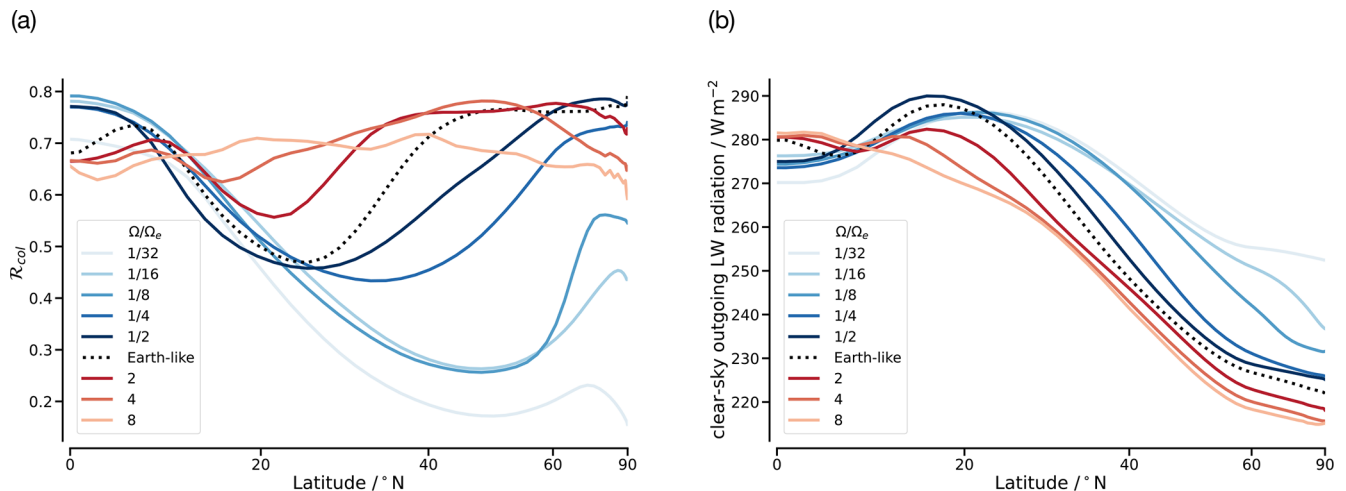 (a)
0.8
0.7
0.6
0.5
0.4
0.3
0.2
R_col
Ω/Ω_e
1/32
1/16
1/8
1/4
1/2
Earth-like
2
4
8
0 20 40 60 90
Latitude / °N
(b)
290
280
270
260
250
240
230
220
clear-sky outgoing LW radiation / W m⁻²
Ω/Ω_e
1/32
1/16
1/8
1/4
1/2
Earth-like
2
4
8
0 20 40 60 90
Latitude / °N